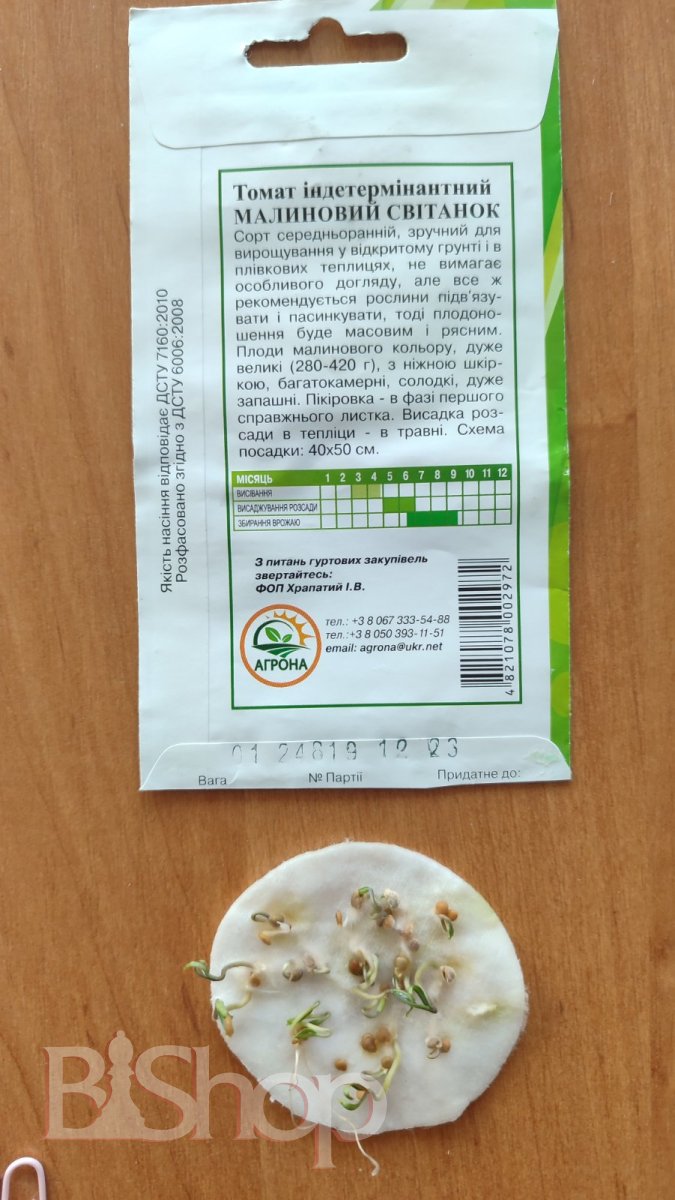 Томат індетермінантний
МАЛИНОВИЙ СВІТАНОК
Сорт середньоранній, зручний для
вирощування у відкритому грунті і в
плівкових теплицях, не вимагає
особливого догляду, але все ж
рекомендується рослини підв'язу-
вати і пасинкувати, тоді плодоно-
шення буде масовим і рясним.
Плоди малинового кольору, дуже
великі (280-420 г), з ніжною шкір-
кою, багатокамерні, солодкі, дуже
запашні. Пікіровка - в фазі першого
справжнього листка. Висадка роз-
сади в тепліци - в травні. Схема
посадки: 40х50 см.
МІСЯЦЬ 1 2 3 4 5 6 7 8 9 10 11 12
ВИСІВАННЯ
ВИСАДЖУВАННЯ РОЗСАДИ
ЗБИРАННЯ ВРОЖАЮ
Якість насіння відповідає ДСТУ 7160:2010
Розфасовано згідно з ДСТУ 6006:2008
З питань гуртових закупівель
звертайтесь:
ФОП Храпатий І.В.
тел.: +3 8 067 333-54-88
тел.:+3 8 050 393-11-51
email: agrona@ukr.net
АГРОНА
4 821078 002972
01 24819 12 23
Вага № Партії Придатне до:
BiShop